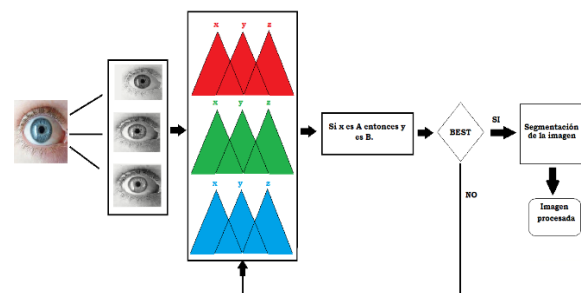 x y z
x y z
x y z
Si x es A entonces y
es B.
BEST
SI
NO
Segmentación
de la imagen
Imagen
procesada